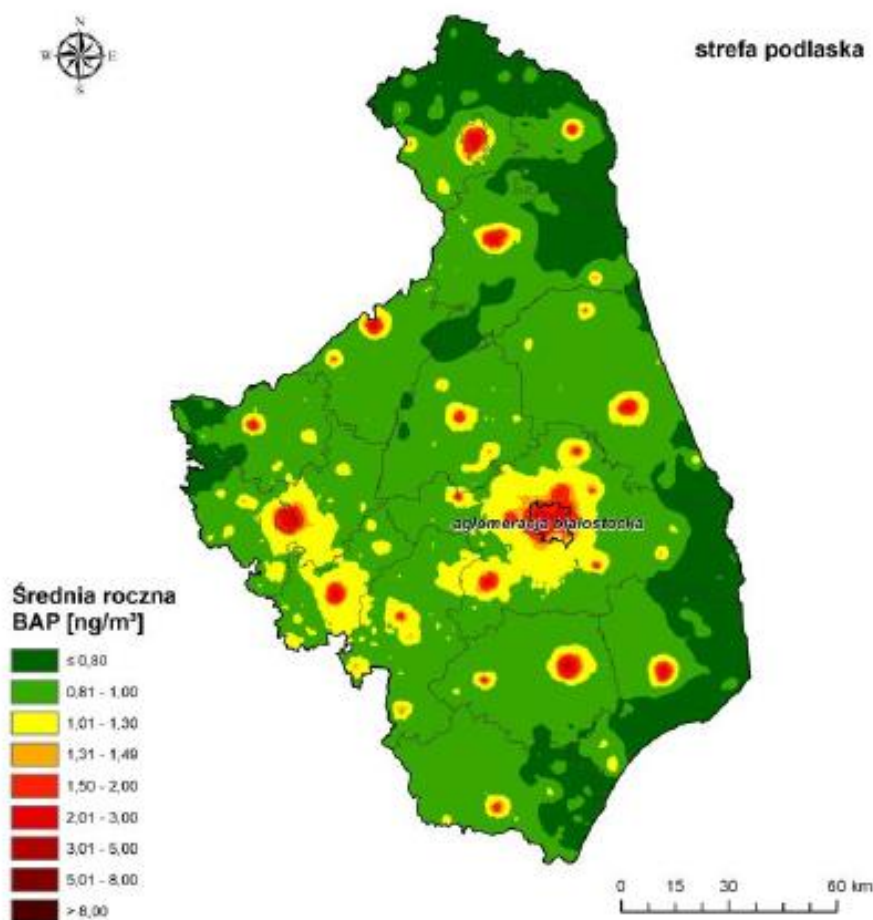 N
W E
S
strefa podlaska
aglomeracja białostocka
Średnia roczna
BAP [ng/m³]
≤ 0,80
0,81 - 1,00
1,01 - 1,30
1,31 - 1,49
1,50 - 2,00
2,01 - 3,00
3,01 - 5,00
5,01 - 8,00
> 8,00
0 15 30 60 km